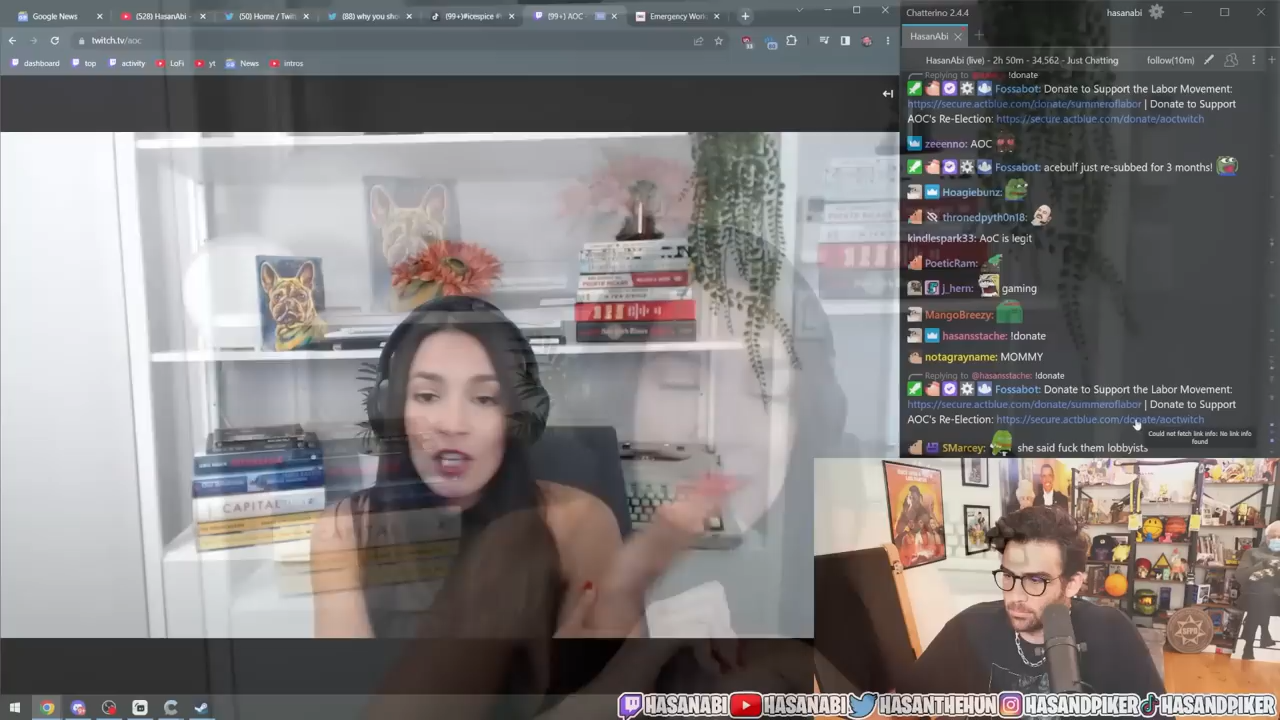 Google News
(528) HasanAbi
(50) Home / Twit
(88) why you sho
(99+)#icespice #
(99+) AOC -
Emergency Work
twitch.tv/aoc
dashboard
top
activity
LoFi
yt
News
intros
Chatterino 2.4.4
hasanabi
HasanAbi
HasanAbi (live) - 2h 50m - 34,562 - Just Chatting
follow(10m)
!donate
Fossabot: Donate to Support the Labor Movement:
https://secure.actblue.com/donate/summeroflabor | Donate to Support
AOC's Re-Election: https://secure.actblue.com/donate/aoctwitch
zeeenno: AOC
Fossabot: acebulf just re-subbed for 3 months!
Hoagiebunz:
thronedpyth0n18:
kindlespark33: AoC is legit
PoeticRam:
j_hern: gaming
MangoBreezy:
hasansstache: !donate
notagrayname: MOMMY
Replying to @hasansstache: !donate
Fossabot: Donate to Support the Labor Movement:
https://secure.actblue.com/donate/summeroflabor | Donate to Support
AOC's Re-Election: https://secure.actblue.com/donate/aoctwitch
Could not fetch link info: No link info
found
SMarcey: she said fuck them lobbyists
CAPITAL
HASANABI
HASANABI
HASANTHEHUN
HASANDPIKER
HASANDPIKER